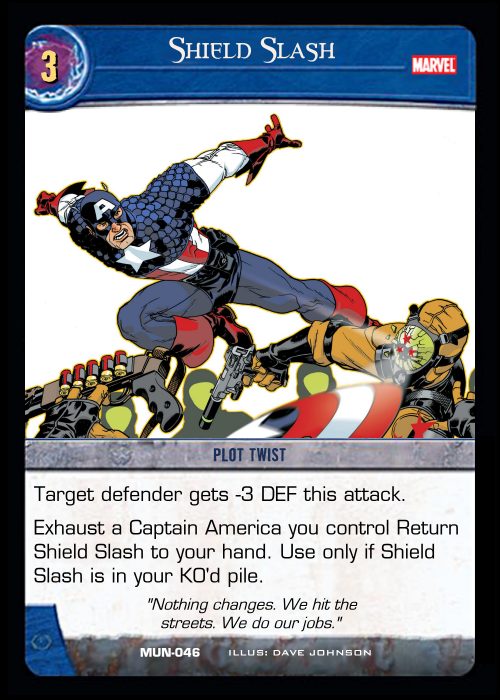 3
SHIELD SLASH
MARVEL
A
PLOT TWIST
Target defender gets -3 DEF this attack.
Exhaust a Captain America you control Return
Shield Slash to your hand. Use only if Shield
Slash is in your KO'd pile.
"Nothing changes. We hit the
streets. We do our jobs."
MUN-046 ILLUS: DAVE JOHNSON